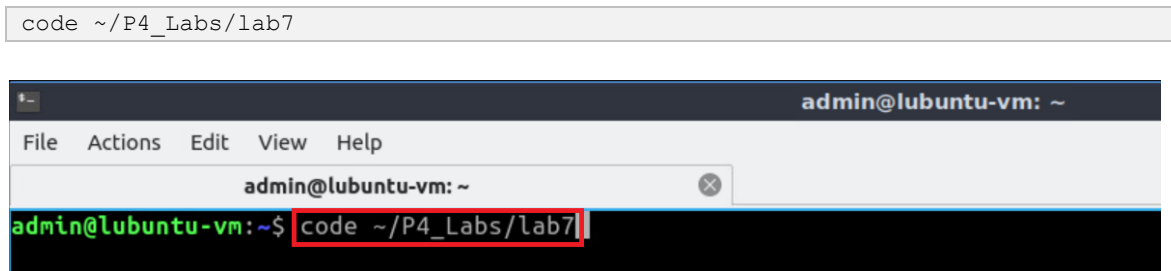 code ~/P4_Labs/lab7
admin@lubuntu-vm: ~
File Actions Edit View Help
admin@lubuntu-vm: ~
admin@lubuntu-vm:~$ code ~/P4_Labs/lab7